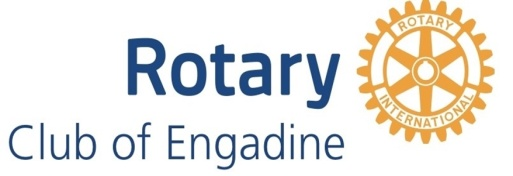 Rotary
Club of Engadine
ROTARY
INTERNATIONAL